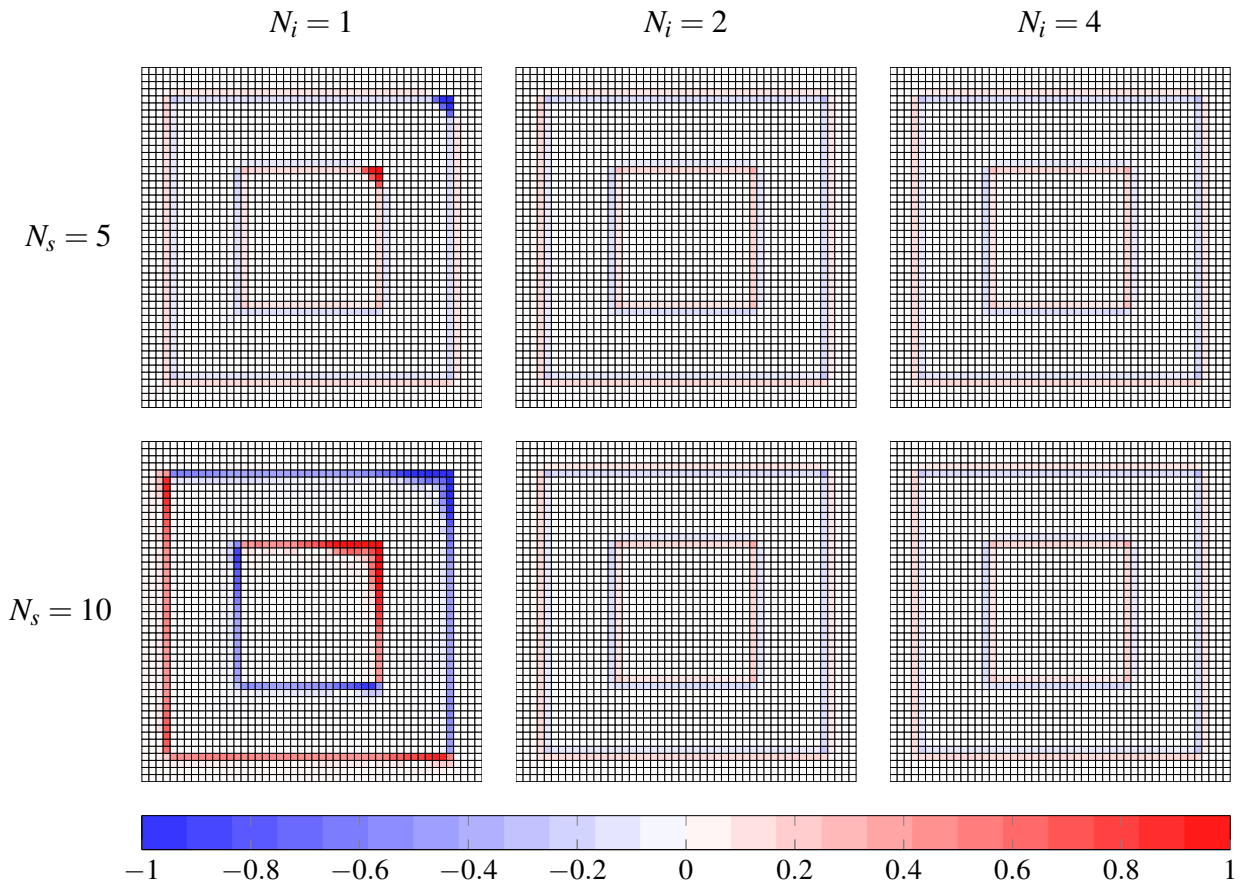 N_i = 1 N_i = 2 N_i = 4
N_s = 5
N_s = 10
−1 −0.8 −0.6 −0.4 −0.2 0 0.2 0.4 0.6 0.8 1